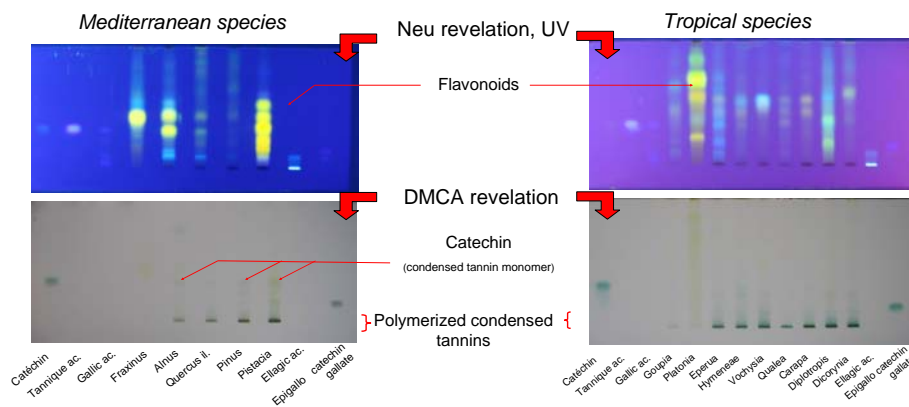 Mediterranean species
Neu revelation, UV
Tropical species
Flavonoids
DMCA revelation
Catechin
(condensed tannin monomer)
Polymerized condensed
tannins
Catéchin
Tannique ac.
Gallic ac.
Fraxinus
Alnus
Quercus il.
Pinus
Pistacia
Ellagic ac.
Epigallo catechin
gallate
Catéchin
Tannique ac.
Gallic ac.
Goupia
Platonia
Eperua
Hymeneae
Vochysia
Qualea
Carapa
Diplotropis
Dicorynia
Ellagic ac.
Epigallo catechin
gallate